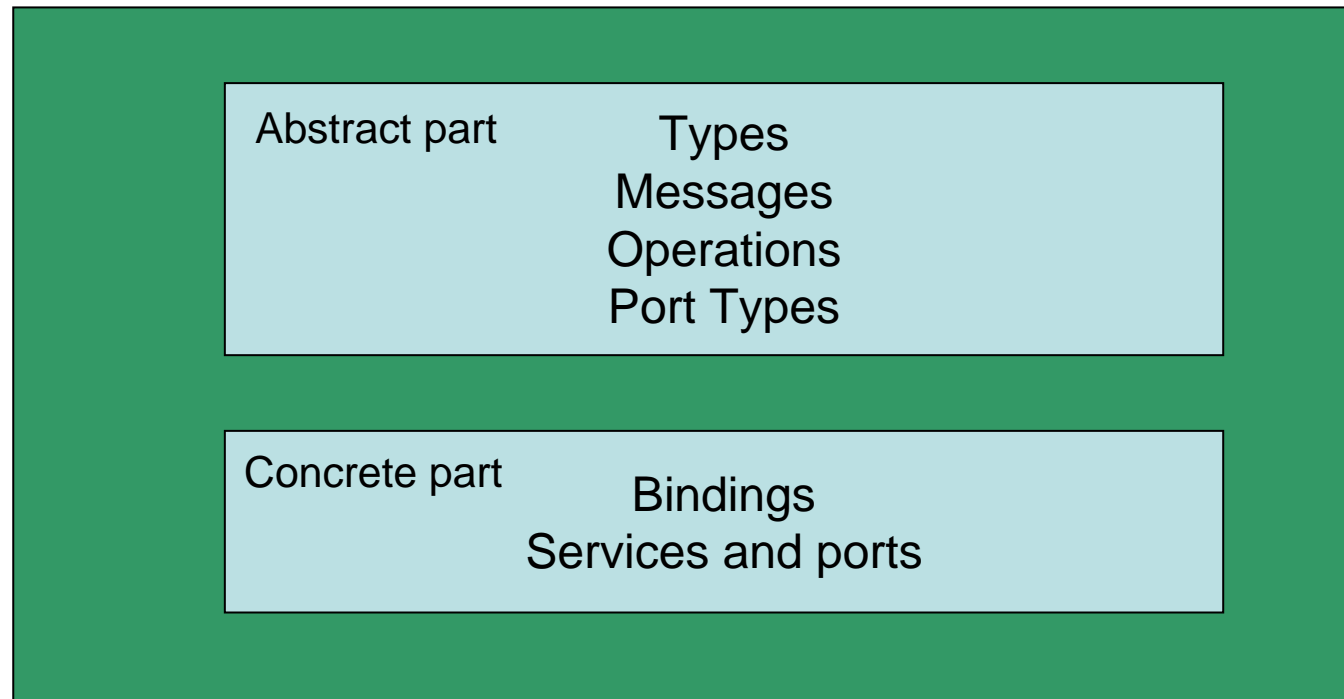 Abstract part
Types
Messages
Operations
Port Types
Concrete part
Bindings
Services and ports